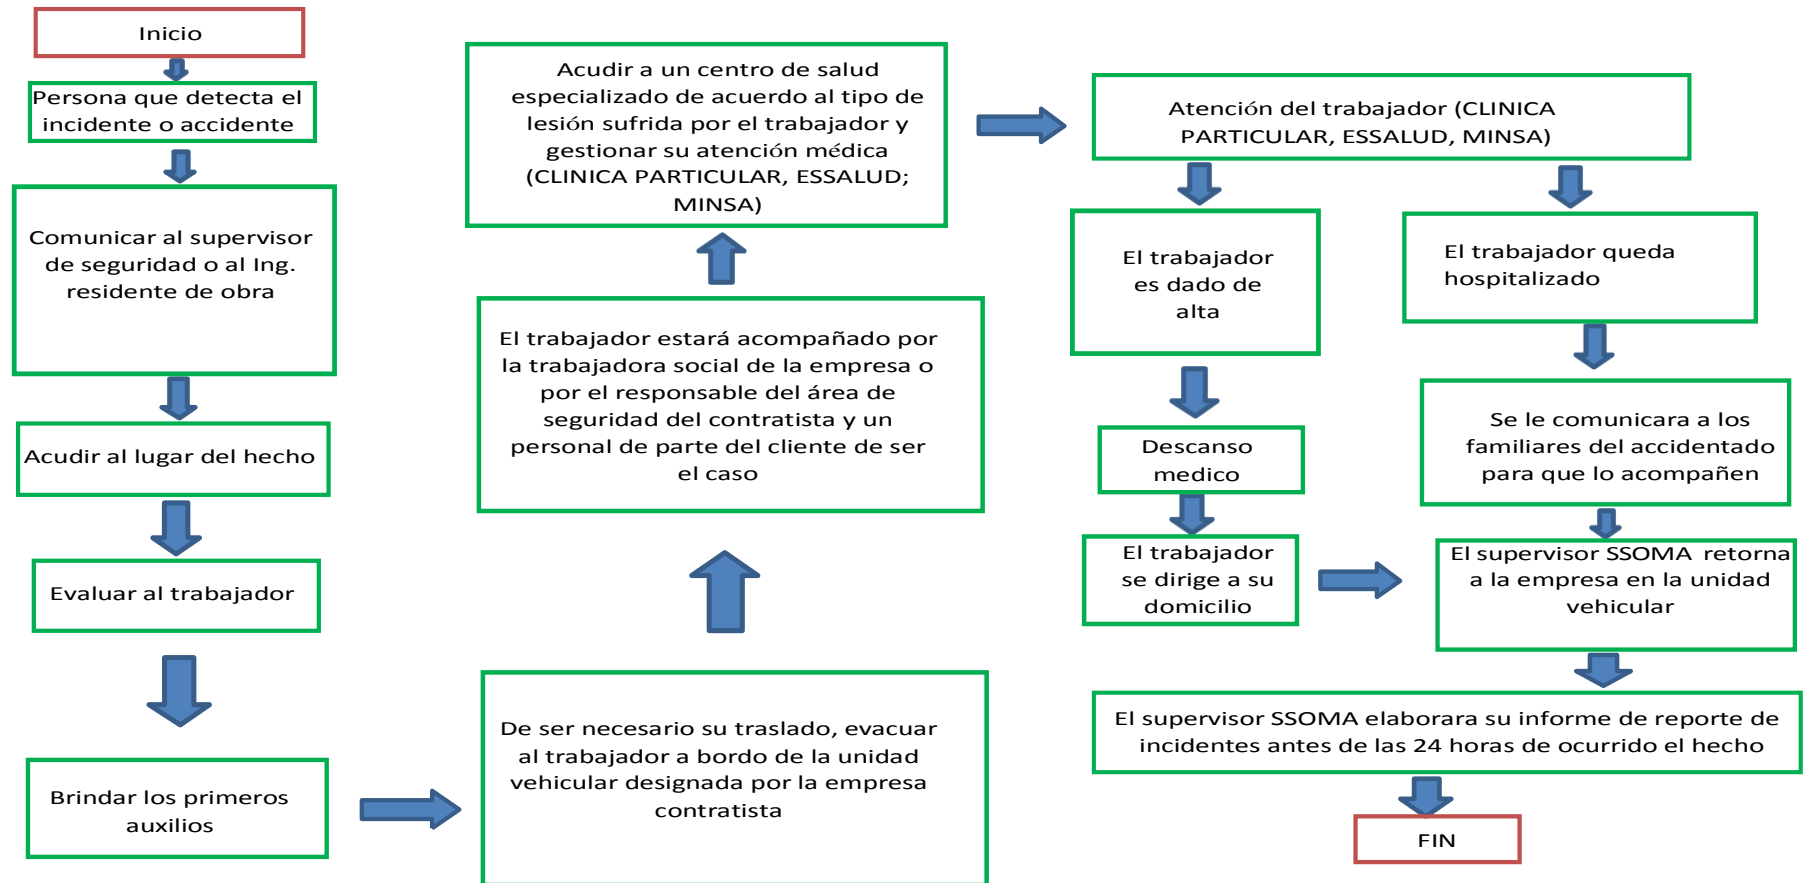 Inicio
Persona que detecta el
incidente o accidente
Comunicar al supervisor
de seguridad o al Ing.
residente de obra
Acudir al lugar del hecho
Evaluar al trabajador
Brindar los primeros
auxilios
De ser necesario su traslado, evacuar
al trabajador a bordo de la unidad
vehicular designada por la empresa
contratista
El trabajador estará acompañado por
la trabajadora social de la empresa o
por el responsable del área de
seguridad del contratista y un
personal de parte del cliente de ser
el caso
Acudir a un centro de salud
especializado de acuerdo al tipo de
lesión sufrida por el trabajador y
gestionar su atención médica
(CLINICA PARTICULAR, ESSALUD;
MINSA)
Atención del trabajador (CLINICA
PARTICULAR, ESSALUD, MINSA)
El trabajador
es dado de
alta
Descanso
medico
El trabajador
se dirige a su
domicilio
El trabajador queda
hospitalizado
Se le comunicara a los
familiares del accidentado
para que lo acompañen
El supervisor SSOMA retorna
a la empresa en la unidad
vehicular
El supervisor SSOMA elaborara su informe de reporte de
incidentes antes de las 24 horas de ocurrido el hecho
FIN